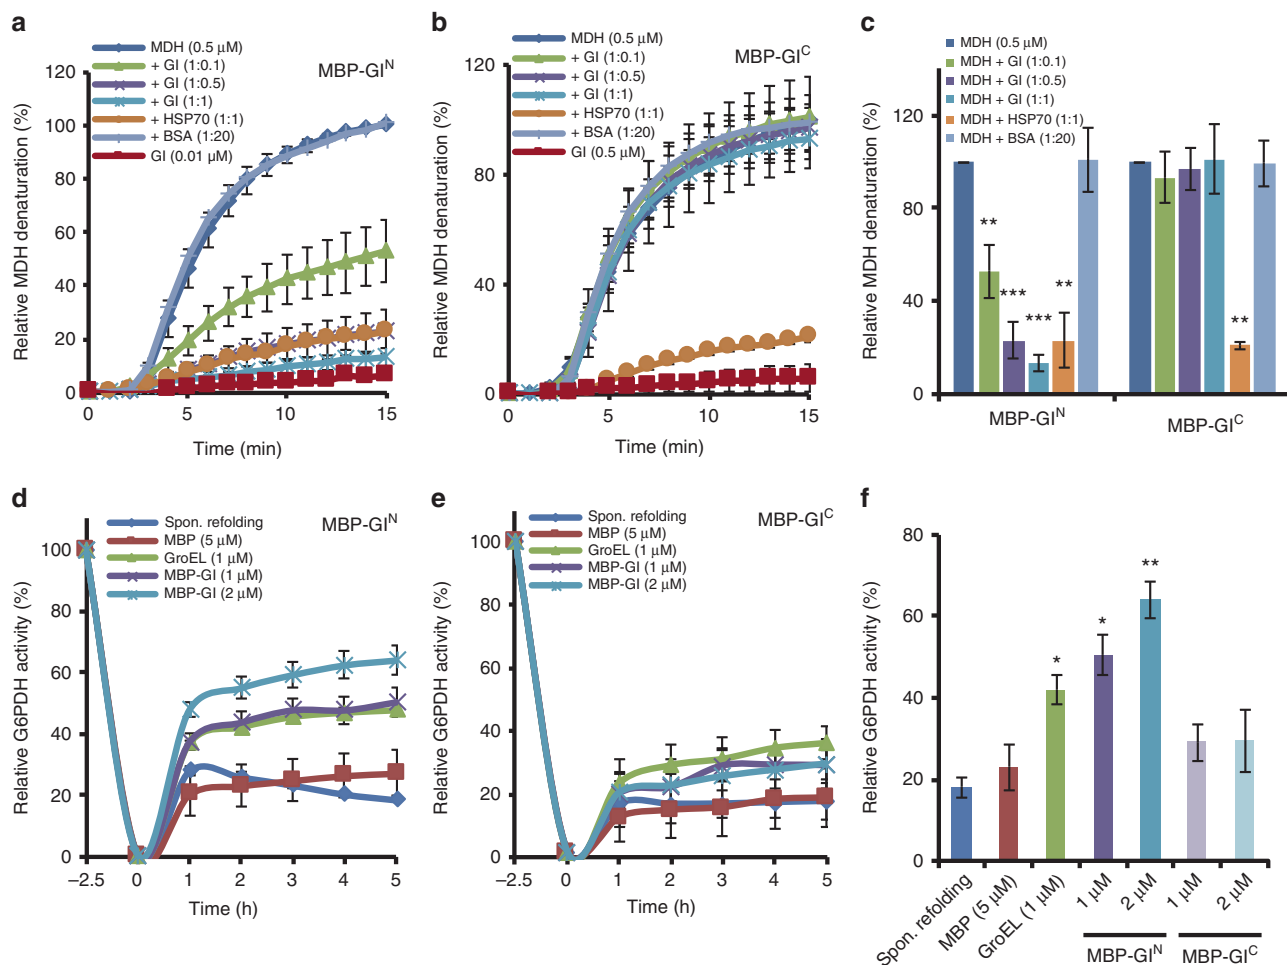 a
MDH (0.5 µM)
+ GI (1:0.1)
+ GI (1:0.5)
+ GI (1:1)
+ HSP70 (1:1)
+ BSA (1:20)
GI (0.01 µM)
MBP-GI^N
Relative MDH denaturation (%)
120
100
80
60
40
20
0
0
5
10
15
Time (min)
b
MDH (0.5 µM)
+ GI (1:0.1)
+ GI (1:0.5)
+ GI (1:1)
+ HSP70 (1:1)
+ BSA (1:20)
GI (0.5 µM)
MBP-GI^C
Relative MDH denaturation (%)
120
80
40
0
0
5
10
15
Time (min)
c
MDH (0.5 µM)
MDH + GI (1:0.1)
MDH + GI (1:0.5)
MDH + GI (1:1)
MDH + HSP70 (1:1)
MDH + BSA (1:20)
Relative MDH denaturation (%)
120
80
40
0
**
***
***
**
**
MBP-GI^N
MBP-GI^C
d
Spon. refolding
MBP (5 µM)
GroEL (1 µM)
MBP-GI (1 µM)
MBP-GI (2 µM)
MBP-GI^N
Relative G6PDH activity (%)
100
80
60
40
20
0
–2.5
0
1
2
3
4
5
Time (h)
e
Spon. refolding
MBP (5 µM)
GroEL (1 µM)
MBP-GI (1 µM)
MBP-GI (2 µM)
MBP-GI^C
Relative G6PDH activity (%)
100
80
60
40
20
0
–2.5
0
1
2
3
4
5
Time (h)
f
Relative G6PDH activity (%)
80
60
40
20
0
*
*
**
Spon. refolding
MBP (5 µM)
GroEL (1 µM)
1 µM
2 µM
1 µM
2 µM
MBP-GI^N
MBP-GI^C